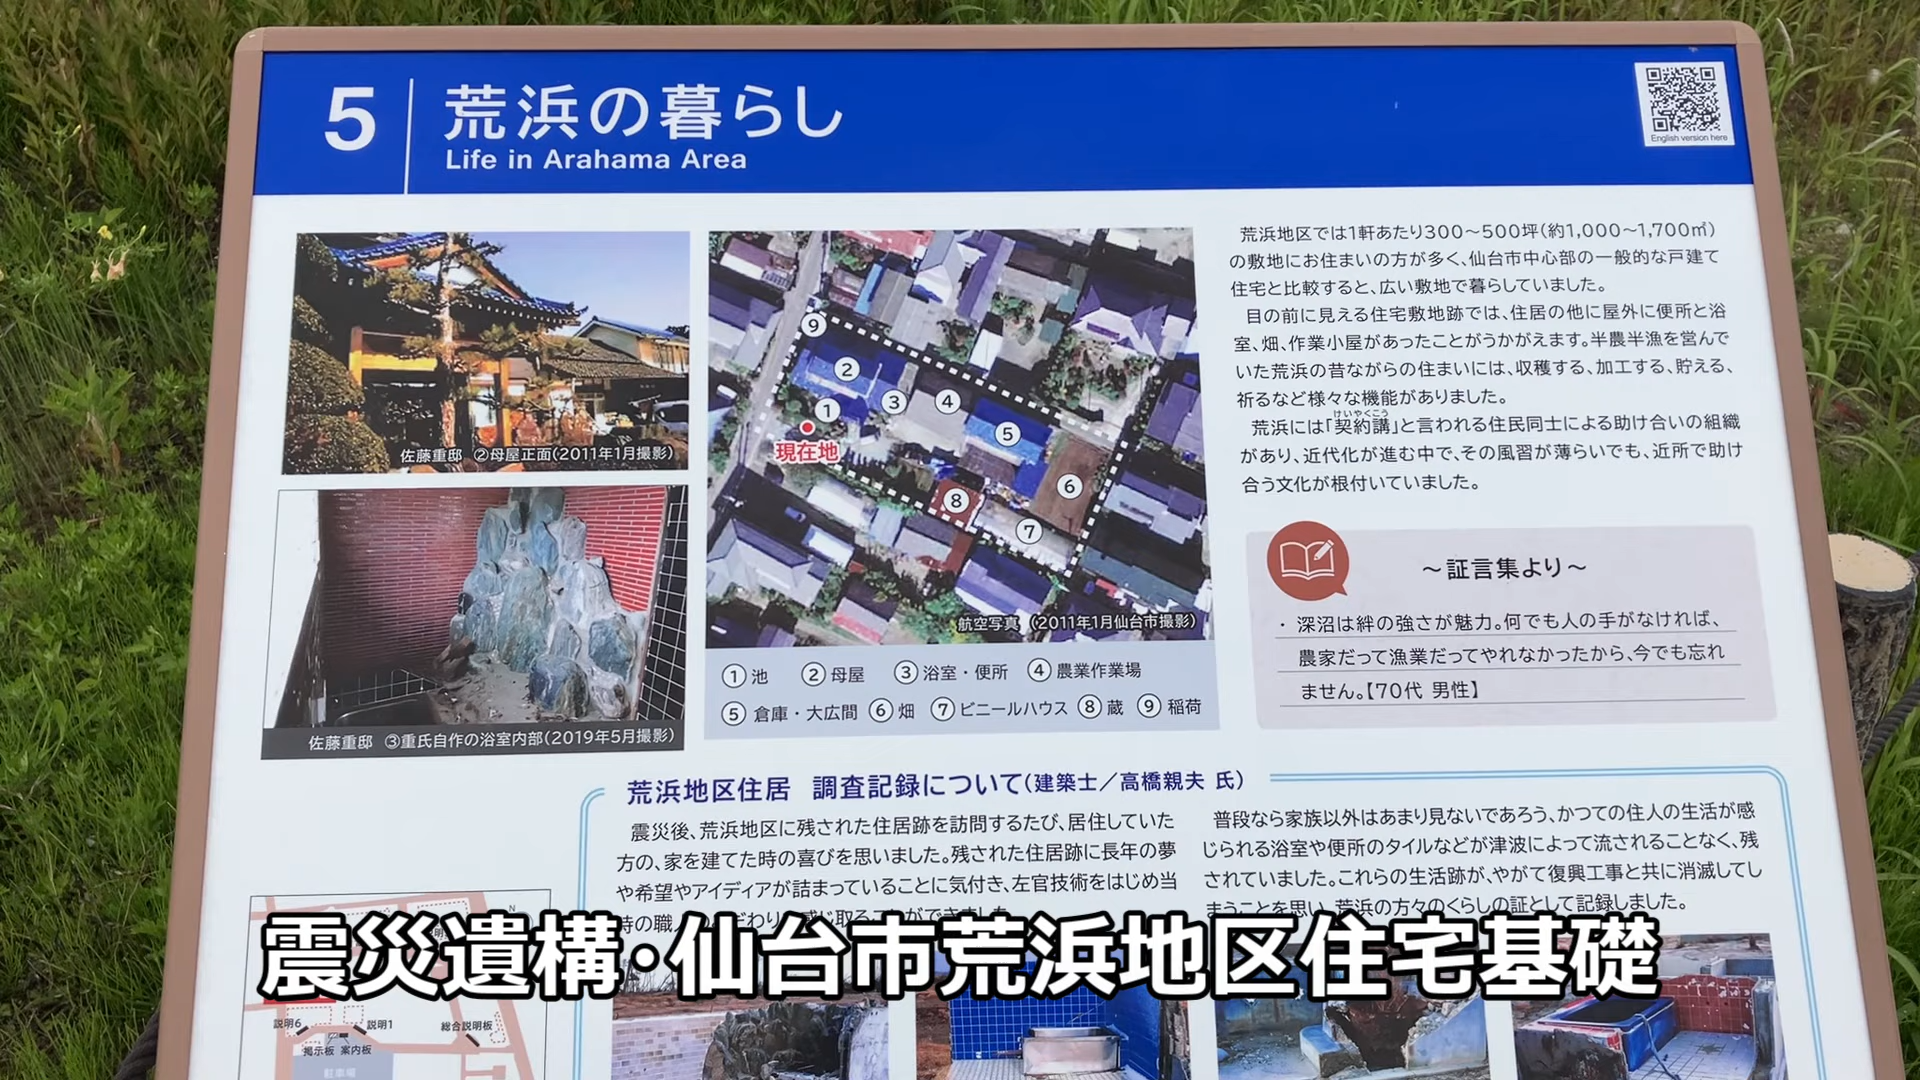 5
荒浜の暮らし
Life in Arahama Area
English version here
佐藤重邸 ②母屋正面(2011年1月撮影)
佐藤重邸 ③重氏自作の浴室内部(2019年5月撮影)
⑨
②
①
③
④
⑤
⑥
⑧
⑦
現在地
航空写真 (2011年1月仙台市撮影)
①池 ②母屋 ③浴室・便所 ④農業作業場
⑤倉庫・大広間 ⑥畑 ⑦ビニールハウス ⑧蔵 ⑨稲荷
荒浜地区では1軒あたり300～500坪(約1,000～1,700㎡)
の敷地にお住まいの方が多く、仙台市中心部の一般的な戸建て
住宅と比較すると、広い敷地で暮らしていました。
目の前に見える住宅敷地跡では、住居の他に屋外に便所と浴
室、畑、作業小屋があったことがうかがえます。半農半漁を営んで
いた荒浜の昔ながらの住まいには、収穫する、加工する、貯える、
祈るなど様々な機能がありました。
けいやくこう
荒浜には「契約講」と言われる住民同士による助け合いの組織
があり、近代化が進む中で、その風習が薄らいでも、近所で助け
合う文化が根付いていました。
～証言集より～
・深沼は絆の強さが魅力。何でも人の手がなければ、
農家だって漁業だってやれなかったから、今でも忘れ
ません。【70代 男性】
荒浜地区住居 調査記録について(建築士／高橋親夫 氏)
震災後、荒浜地区に残された住居跡を訪問するたび、居住していた
方の、家を建てた時の喜びを思いました。残された住居跡に長年の夢
や希望やアイディアが詰まっていることに気付き、左官技術をはじめ当
時の職
普段なら家族以外はあまり見ないであろう、かつての住人の生活が感
じられる浴室や便所のタイルなどが津波によって流されることなく、残
されていました。これらの生活跡が、やがて復興工事と共に消滅してし
まうことを思い、荒浜の方々のくらしの証として記録しました。
震災遺構・仙台市荒浜地区住宅基礎
N
説明6
説明1
総合説明板
掲示板 案内板
駐車場